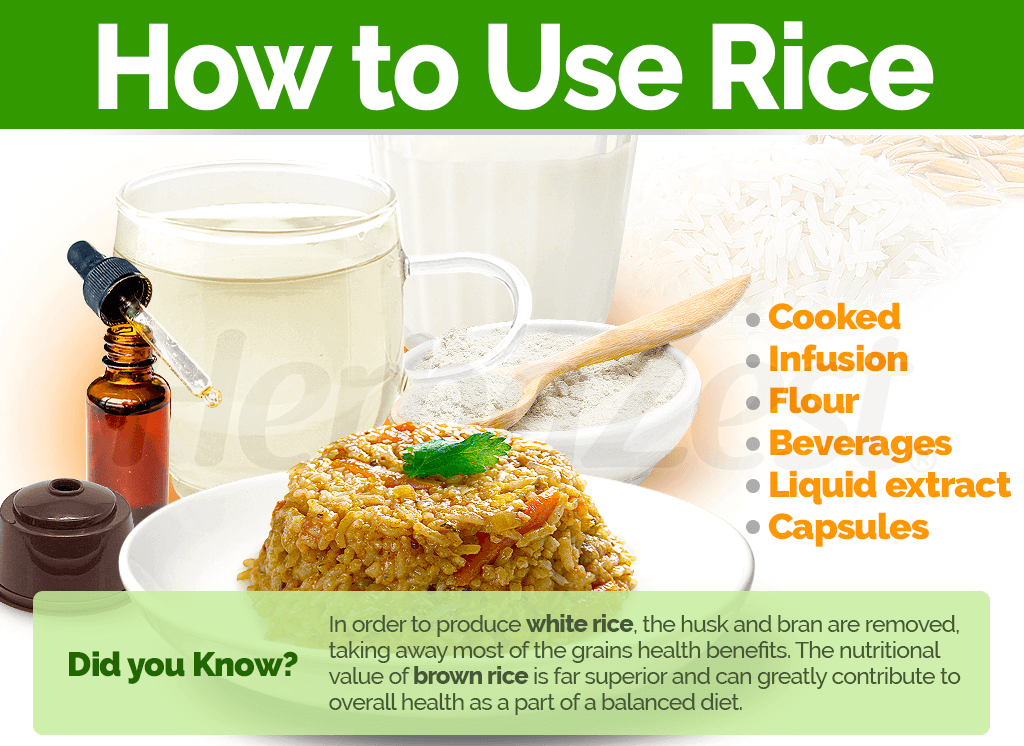 How to Use Rice
HerbaZest®
Cooked
Infusion
Flour
Beverages
Liquid extract
Capsules
Did you Know?
In order to produce white rice, the husk and bran are removed,
taking away most of the grains health benefits. The nutritional
value of brown rice is far superior and can greatly contribute to
overall health as a part of a balanced diet.